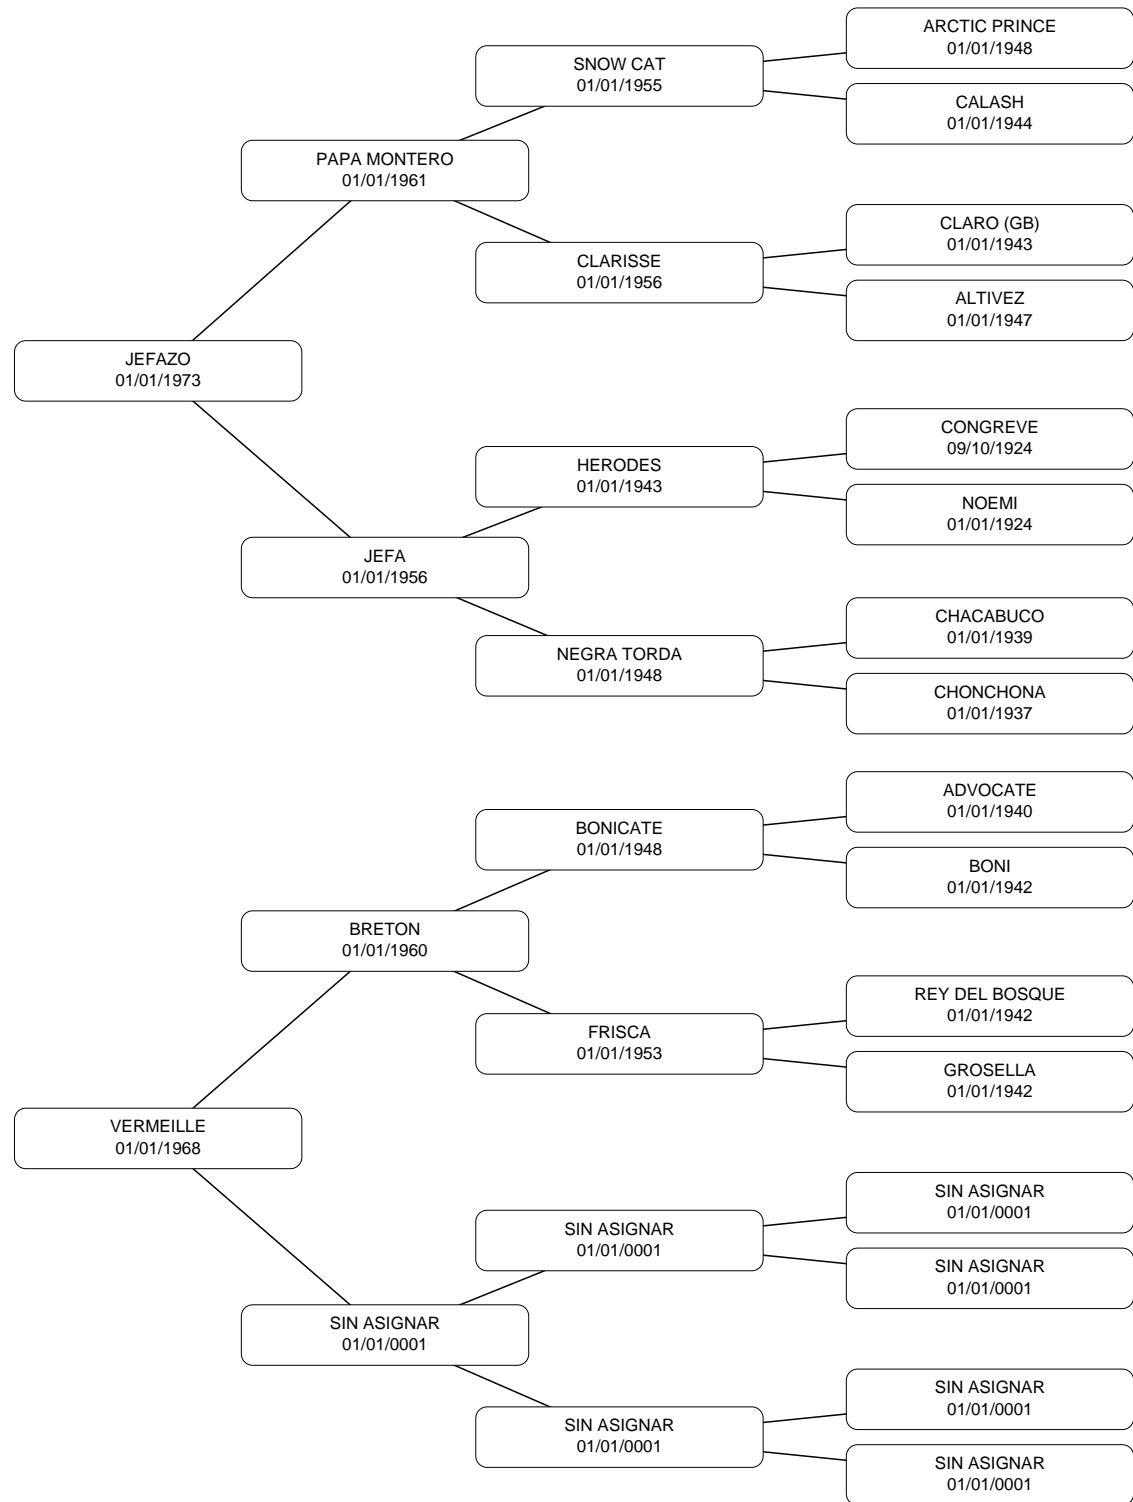 ARCTIC PRINCE
01/01/1948
SNOW CAT
01/01/1955
CALASH
01/01/1944
PAPA MONTERO
01/01/1961
CLARO (GB)
01/01/1943
CLARISSE
01/01/1956
ALTIVEZ
01/01/1947
JEFAZO
01/01/1973
CONGREVE
09/10/1924
HERODES
01/01/1943
NOEMI
01/01/1924
JEFA
01/01/1956
CHACABUCO
01/01/1939
NEGRA TORDA
01/01/1948
CHONCHONA
01/01/1937
ADVOCATE
01/01/1940
BONICATE
01/01/1948
BONI
01/01/1942
BRETON
01/01/1960
REY DEL BOSQUE
01/01/1942
FRISCA
01/01/1953
GROSELLA
01/01/1942
VERMEILLE
01/01/1968
SIN ASIGNAR
01/01/0001
SIN ASIGNAR
01/01/0001
SIN ASIGNAR
01/01/0001
SIN ASIGNAR
01/01/0001
SIN ASIGNAR
01/01/0001
SIN ASIGNAR
01/01/0001
SIN ASIGNAR
01/01/0001